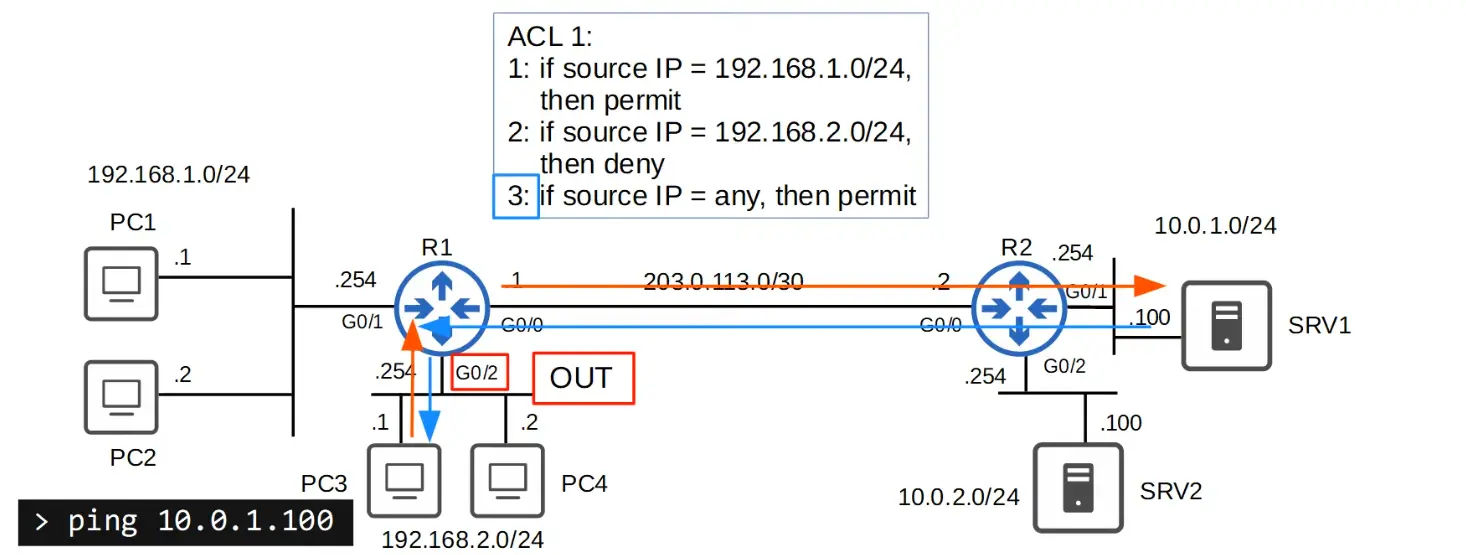 ACL 1:
1: if source IP = 192.168.1.0/24,
then permit
2: if source IP = 192.168.2.0/24,
then deny
3: if source IP = any, then permit
192.168.1.0/24
PC1
.1
.254
G0/1
.2
PC2
R1
.1
203.0.113.0/30
.2
R2
G0/0
G0/0
.254
G0/1
10.0.1.0/24
.100
SRV1
.254
G0/2
OUT
.1
.2
PC3
PC4
192.168.2.0/24
.254
G0/2
.100
10.0.2.0/24
SRV2
> ping 10.0.1.100